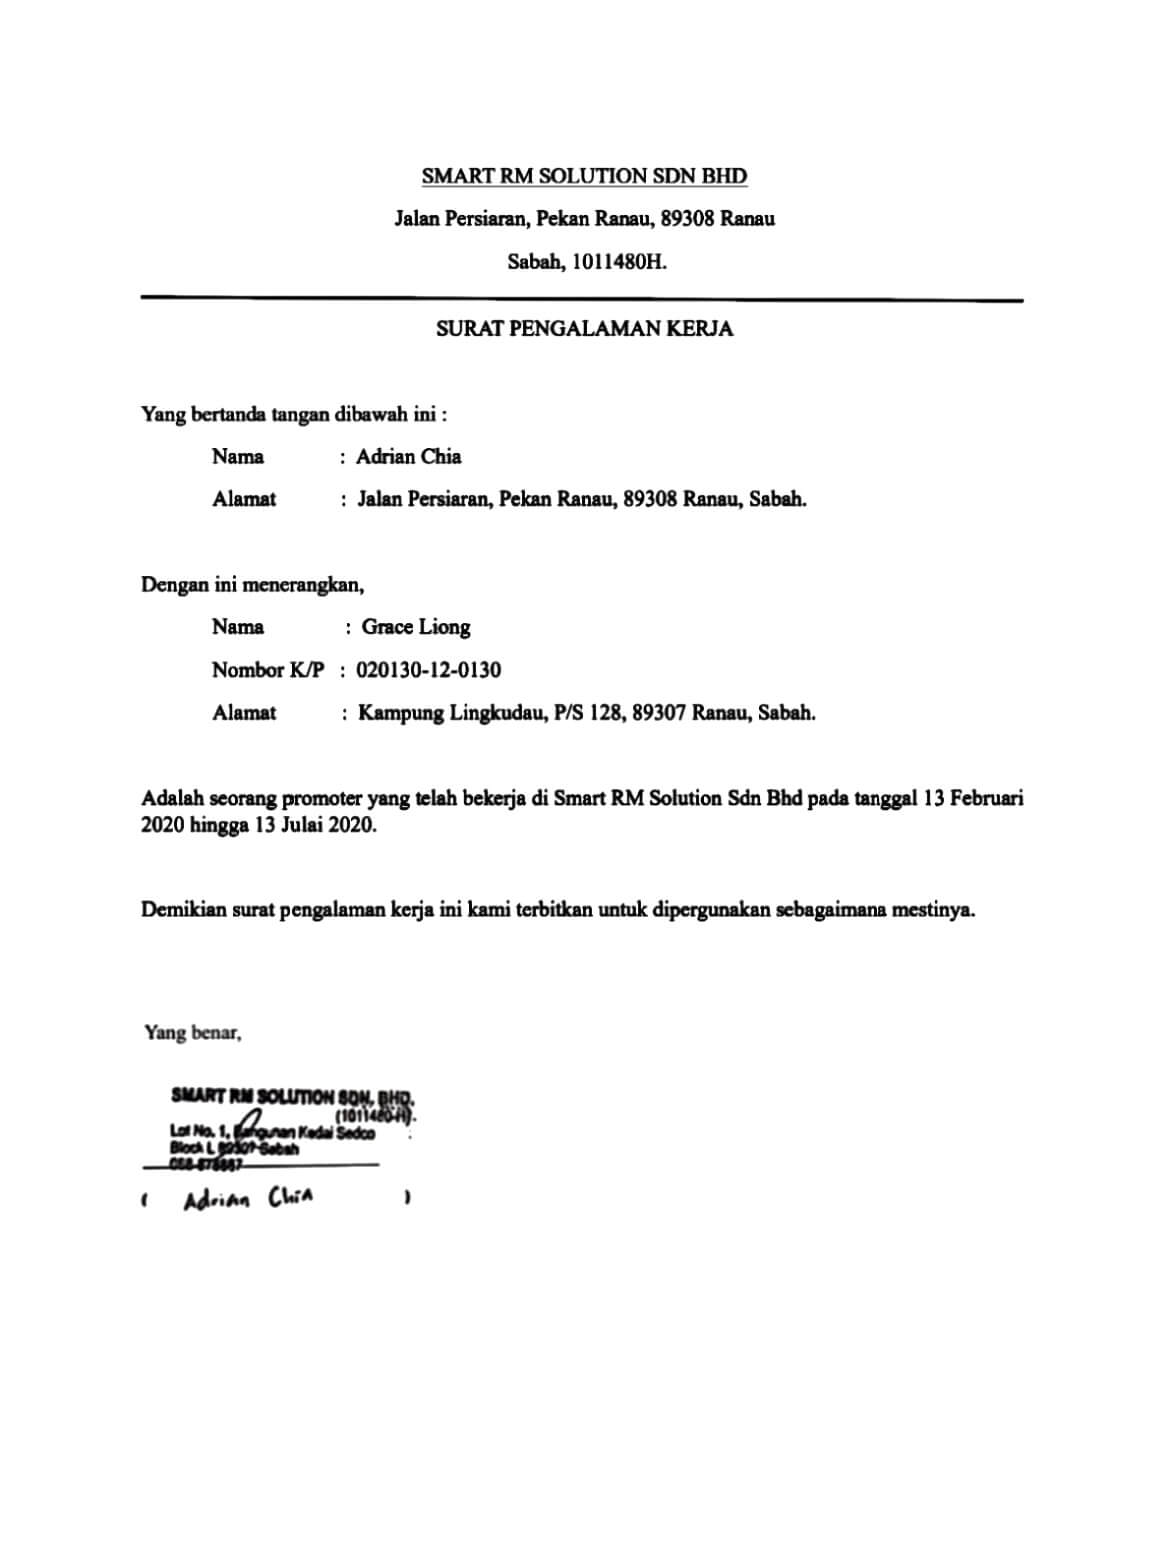 SMART RM SOLUTION SDN BHD
Jalan Persiaran, Pekan Ranau, 89308 Ranau
Sabah, 1011480H.
SURAT PENGALAMAN KERJA
Yang bertanda tangan dibawah ini :
Nama : Adrian Chia
Alamat : Jalan Persiaran, Pekan Ranau, 89308 Ranau, Sabah.
Dengan ini menerangkan,
Nama : Grace Liong
Nombor K/P : 020130-12-0130
Alamat : Kampung Lingkudau, P/S 128, 89307 Ranau, Sabah.
Adalah seorang promoter yang telah bekerja di Smart RM Solution Sdn Bhd pada tanggal 13 Februari
2020 hingga 13 Julai 2020.
Demikian surat pengalaman kerja ini kami terbitkan untuk dipergunakan sebagaimana mestinya.
Yang benar,
SMART RM SOLUTION SDN. BHD.
(1011480-H).
Lot No. 1, Bangunan Kedai Sedco
Block L Sabah
( Adrian Chia )